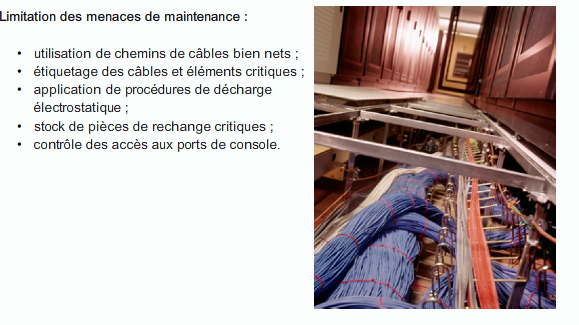 Limitation des menaces de maintenance :
• utilisation de chemins de câbles bien nets ;
• étiquetage des câbles et éléments critiques ;
• application de procédures de décharge
électrostatique ;
• stock de pièces de rechange critiques ;
• contrôle des accès aux ports de console.